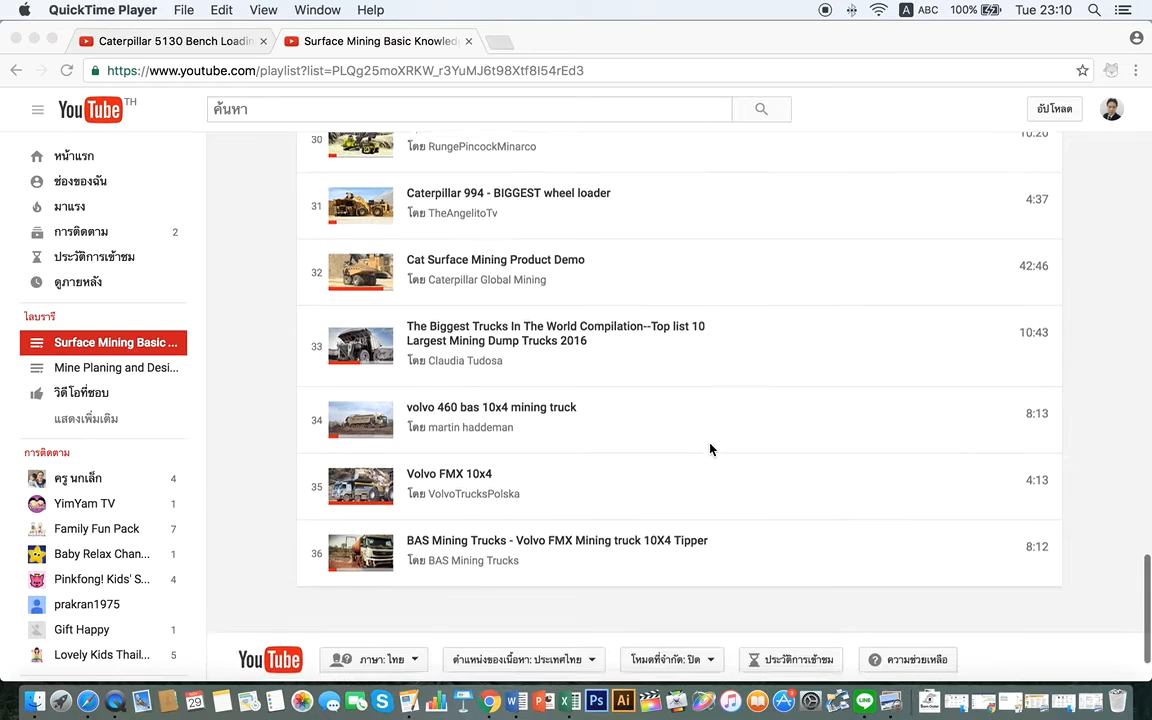 QuickTime Player File Edit View Window Help
A ABC 100% Tue 23:10
Caterpillar 5130 Bench Loadin
Surface Mining Basic Knowled
https://www.youtube.com/playlist?list=PLQg25moXRKW_r3YuMJ6t98Xtf8I54rEd3
YouTube TH
ค้นหา
อัปโหลด
หน้าแรก
ช่องของฉัน
มาแรง
การติดตาม 2
ประวัติการเข้าชม
ดูภายหลัง
ไลบรารี
Surface Mining Basic ...
Mine Planing and Desi...
วิดีโอที่ชอบ
แสดงเพิ่มเติม
การติดตาม
ครู นกเล็ก 4
YimYam TV 1
Family Fun Pack 7
Baby Relax Chan... 1
Pinkfong! Kids' S... 4
prakran1975
Gift Happy 1
Lovely Kids Thail... 5
30
โดย RungePincockMinarco
10:20
31
Caterpillar 994 - BIGGEST wheel loader
โดย TheAngelitoTv
4:37
32
Cat Surface Mining Product Demo
โดย Caterpillar Global Mining
42:46
33
The Biggest Trucks In The World Compilation--Top list 10
Largest Mining Dump Trucks 2016
โดย Claudia Tudosa
10:43
34
volvo 460 bas 10x4 mining truck
โดย martin haddeman
8:13
35
Volvo FMX 10x4
โดย VolvoTrucksPolska
4:13
36
BAS Mining Trucks - Volvo FMX Mining truck 10X4 Tipper
โดย BAS Mining Trucks
8:12
YouTube
ภาษา: ไทย
ตำแหน่งของเนื้อหา: ประเทศไทย
โหมดที่จำกัด: ปิด
ประวัติการเข้าชม
ความช่วยเหลือ
29
Ps
Ai
LINE